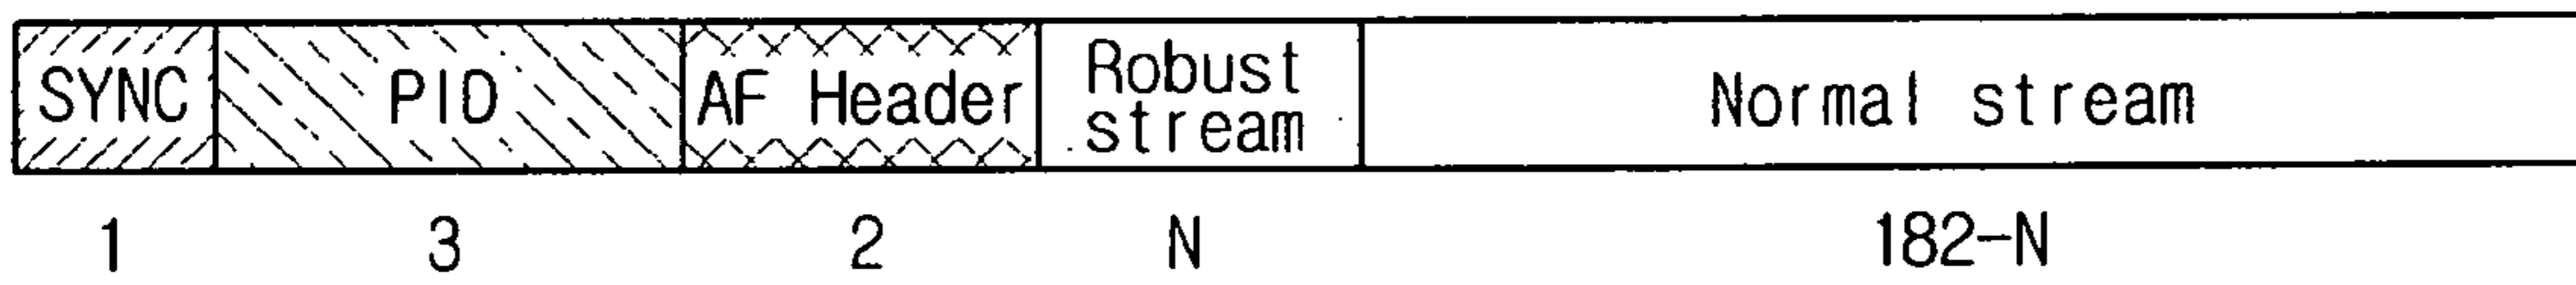 SYNC PID AF Header Robust stream Normal stream
1 3 2 N 182-N